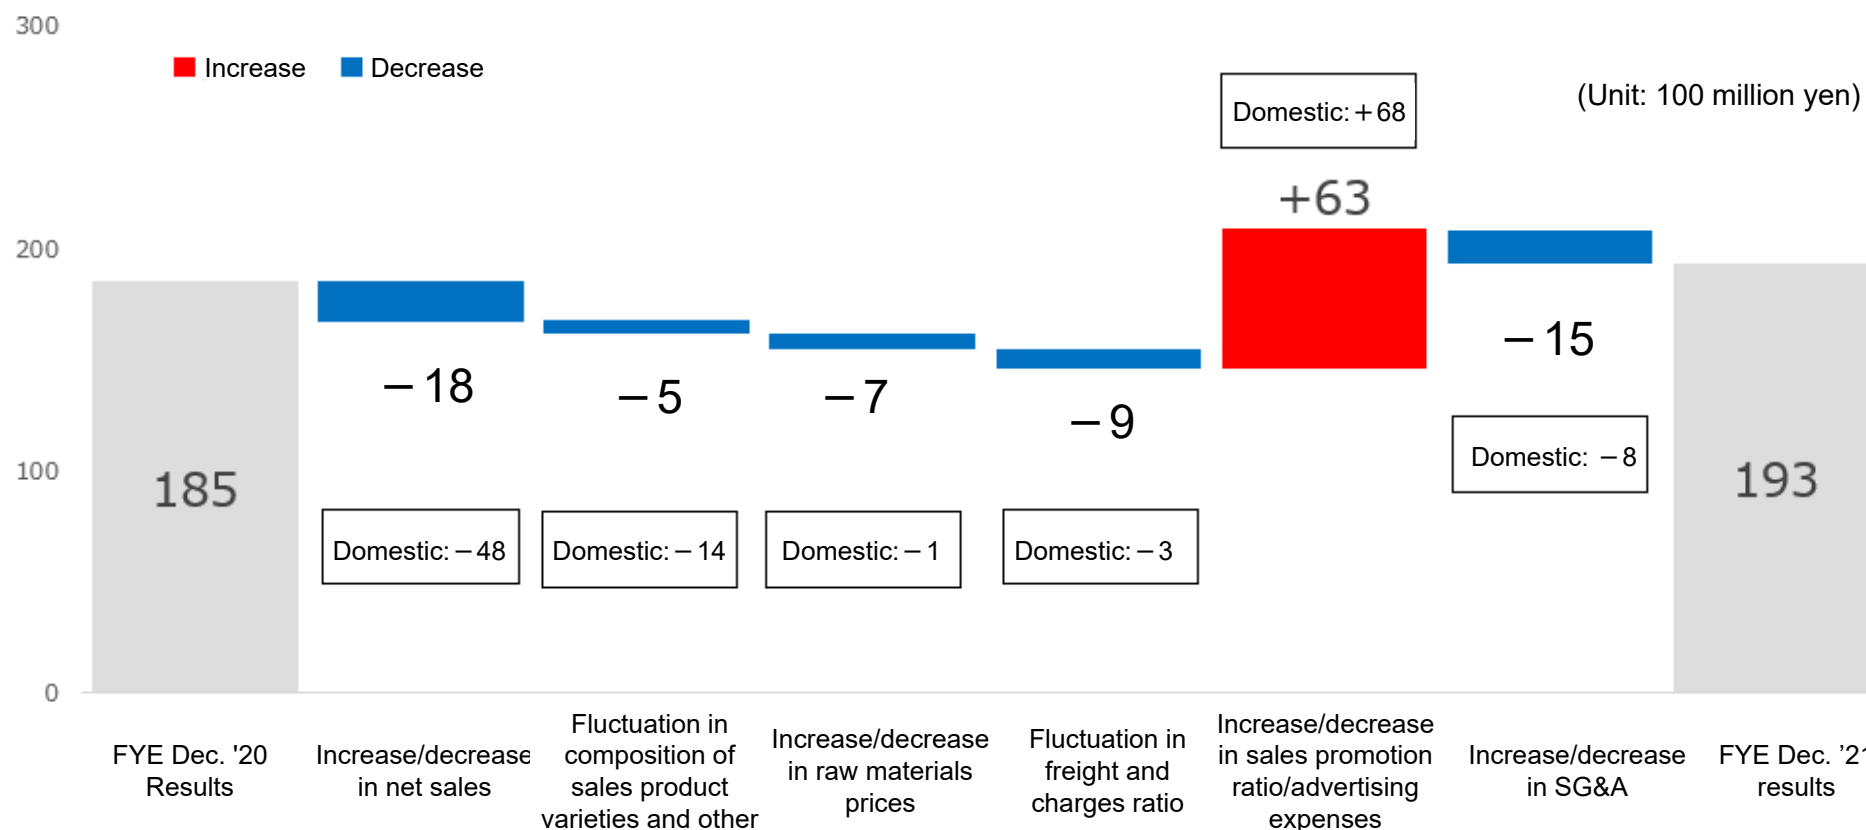 300
Increase
Decrease
(Unit: 100 million yen)
Domestic:+68
+63
200
−15
−18
−5
−7
−9
100
185
Domestic: −8
193
Domestic:−48
Domestic:−14
Domestic:−1
Domestic:−3
0
FYE Dec. '20
Results
Increase/decrease
in net sales
Fluctuation in
composition of
sales product
varieties and other
Increase/decrease
in raw materials
prices
Fluctuation in
freight and
charges ratio
Increase/decrease
in sales promotion
ratio/advertising
expenses
Increase/decrease
in SG&A
FYE Dec. ’21
results